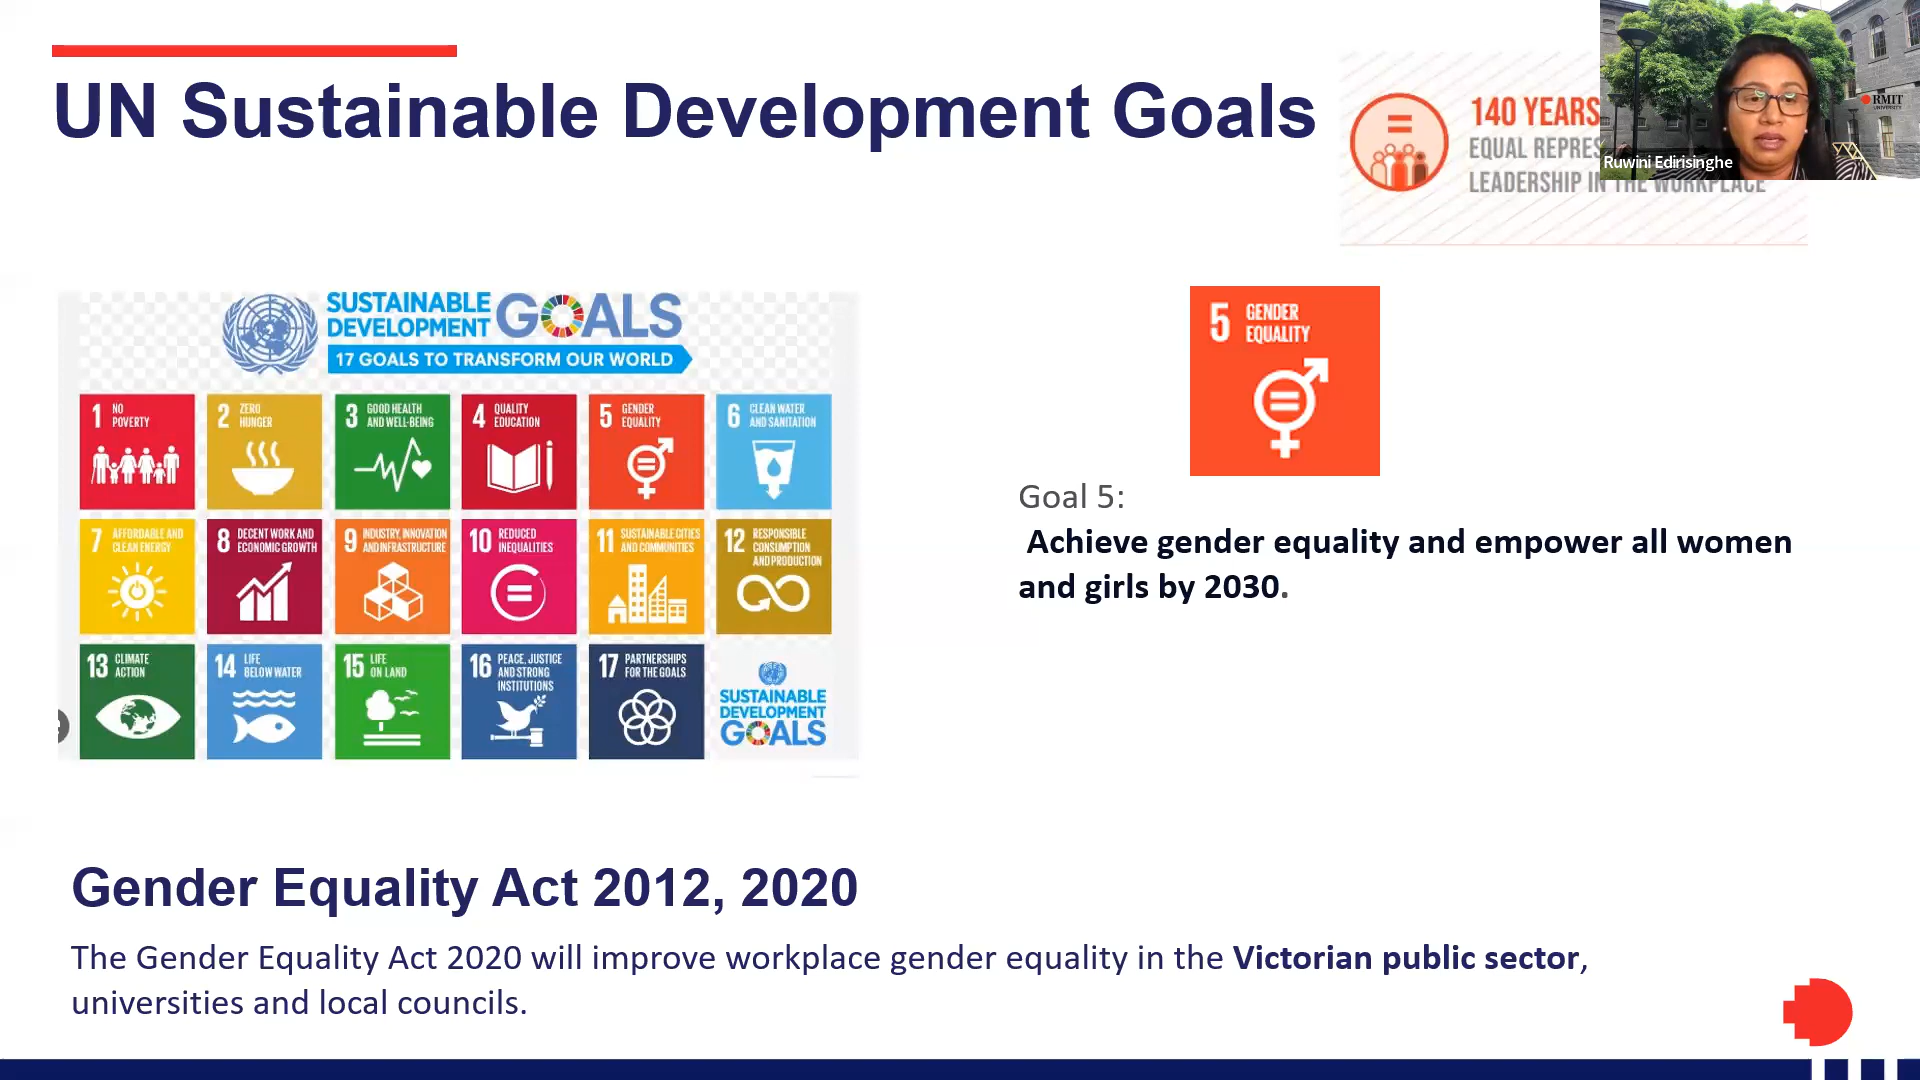 UN Sustainable Development Goals
140 YEARS
EQUAL REPRES
LEADERSHIP IN THE WORKPLACE
RMIT
UNIVERSITY
Ruwini Edirisinghe
SUSTAINABLE
DEVELOPMENT
GOALS
17 GOALS TO TRANSFORM OUR WORLD
1 NO
POVERTY
2 ZERO
HUNGER
3 GOOD HEALTH
AND WELL-BEING
4 QUALITY
EDUCATION
5 GENDER
EQUALITY
6 CLEAN WATER
AND SANITATION
7 AFFORDABLE AND
CLEAN ENERGY
8 DECENT WORK AND
ECONOMIC GROWTH
9 INDUSTRY, INNOVATION
AND INFRASTRUCTURE
10 REDUCED
INEQUALITIES
11 SUSTAINABLE CITIES
AND COMMUNITIES
12 RESPONSIBLE
CONSUMPTION
AND PRODUCTION
13 CLIMATE
ACTION
14 LIFE
BELOW WATER
15 LIFE
ON LAND
16 PEACE, JUSTICE
AND STRONG
INSTITUTIONS
17 PARTNERSHIPS
FOR THE GOALS
SUSTAINABLE
DEVELOPMENT
GOALS
5 GENDER
EQUALITY
Goal 5:
Achieve gender equality and empower all women
and girls by 2030.
Gender Equality Act 2012, 2020
The Gender Equality Act 2020 will improve workplace gender equality in the Victorian public sector,
universities and local councils.